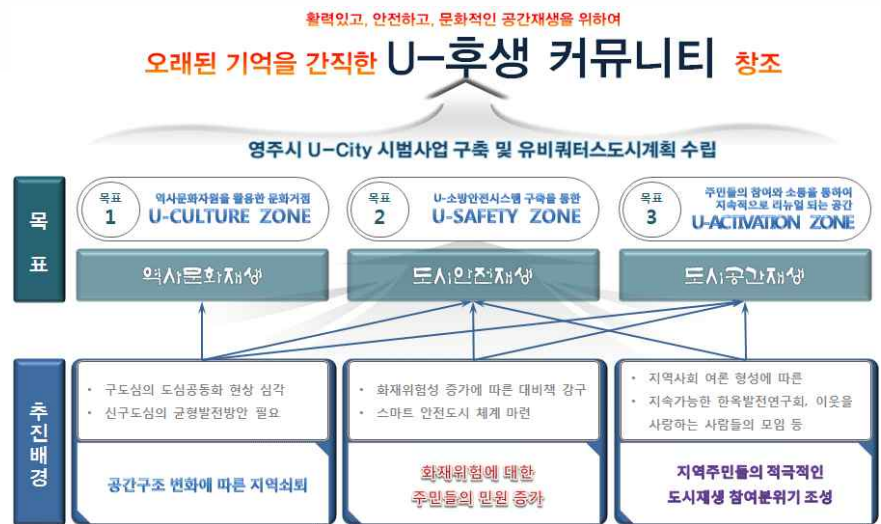 활력있고, 안전하고, 문화적인 공간재생을 위하여
오래된 기억을 간직한 U-후생 커뮤니티 창조
영주시 U-City 시범사업 구축 및 유비쿼터스도시계획 수립
목표
목표 1
역사문화자원을 활용한 문화거점
U-CULTURE ZONE
목표 2
U-소방안전시스템 구축을 통한
U-SAFETY ZONE
목표 3
주민들의 참여와 소통을 통하여
지속적으로 리뉴얼 되는 공간
U-ACTIVATION ZONE
역사문화재생
도시안전재생
도시공간재생
추진배경
• 구도심의 도심공동화 현상 심각
• 신구도심의 균형발전방안 필요
공간구조 변화에 따른 지역쇠퇴
• 화재위험성 증가에 따른 대비책 강구
• 스마트 안전도시 체계 마련
화재위험에 대한
주민들의 민원 증가
• 지역사회 여론 형성에 따른
• 지속가능한 한옥발전연구회, 이웃을
사랑하는 사람들의 모임 등
지역주민들의 적극적인
도시재생 참여분위기 조성